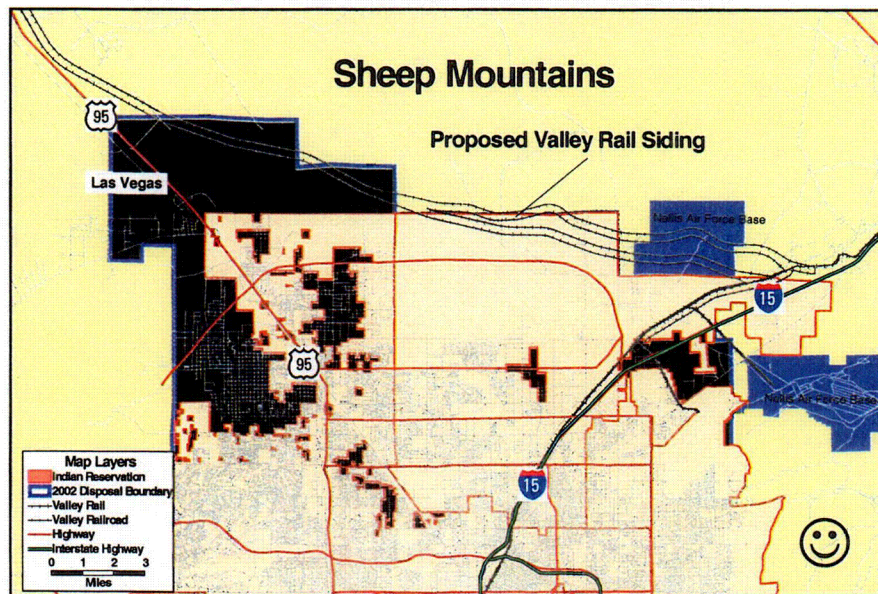 Sheep Mountains
95
Proposed Valley Rail Siding
Las Vegas
Nellis Air Force Base
15
95
Nellis Air Force Base
15
Map Layers
Indian Reservation
2002 Disposal Boundary
Valley Rail
Valley Railroad
Highway
Interstate Highway
0 1 2 3
Miles